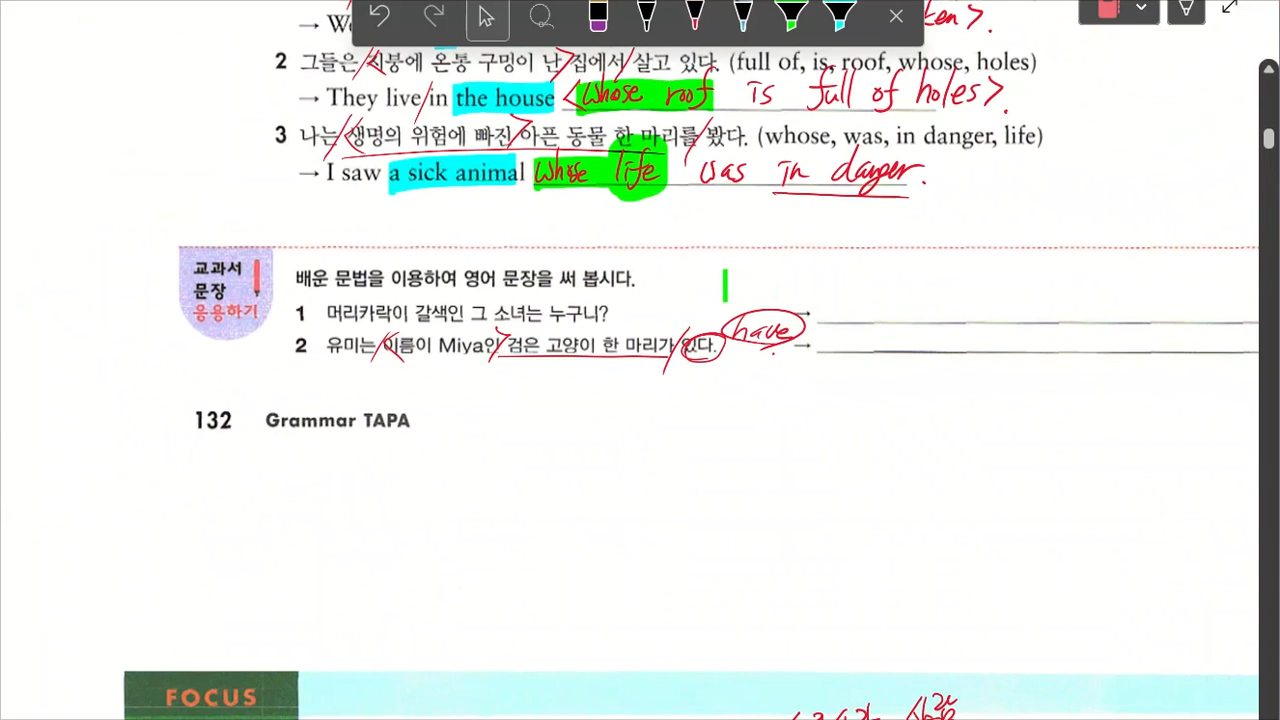 → We ten>.
2 그들은 지붕에 온통 구멍이 난 집에서 살고 있다. (full of, is, roof, whose, holes)
→ They live in the house <whose roof is full of holes>.
3 나는 생명의 위험에 빠진 아픈 동물 한 마리를 봤다. (whose, was, in danger, life)
→ I saw a sick animal whose life was in danger.
교과서
문장
응용하기
배운 문법을 이용하여 영어 문장을 써 봅시다.
1 머리카락이 갈색인 그 소녀는 누구니? →
2 유미는 이름이 Miya인 검은 고양이 한 마리가 있다. have →
132 Grammar TAPA
FOCUS